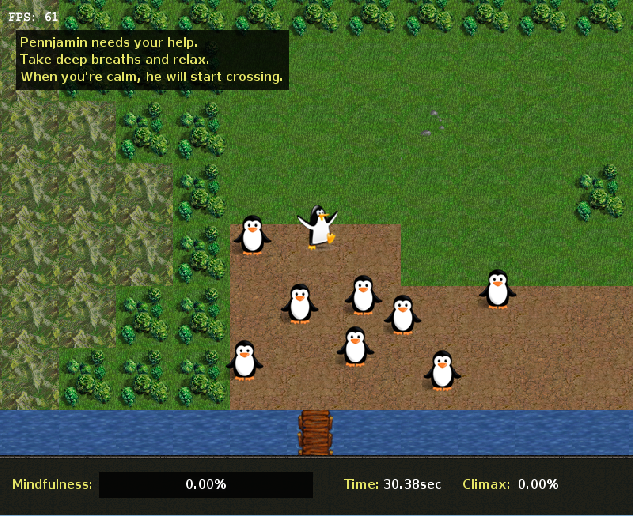 FPS: 61
Pennjamin needs your help.
Take deep breaths and relax.
When you're calm, he will start crossing.
Mindfulness: 0.00% Time: 30.38sec Climax: 0.00%